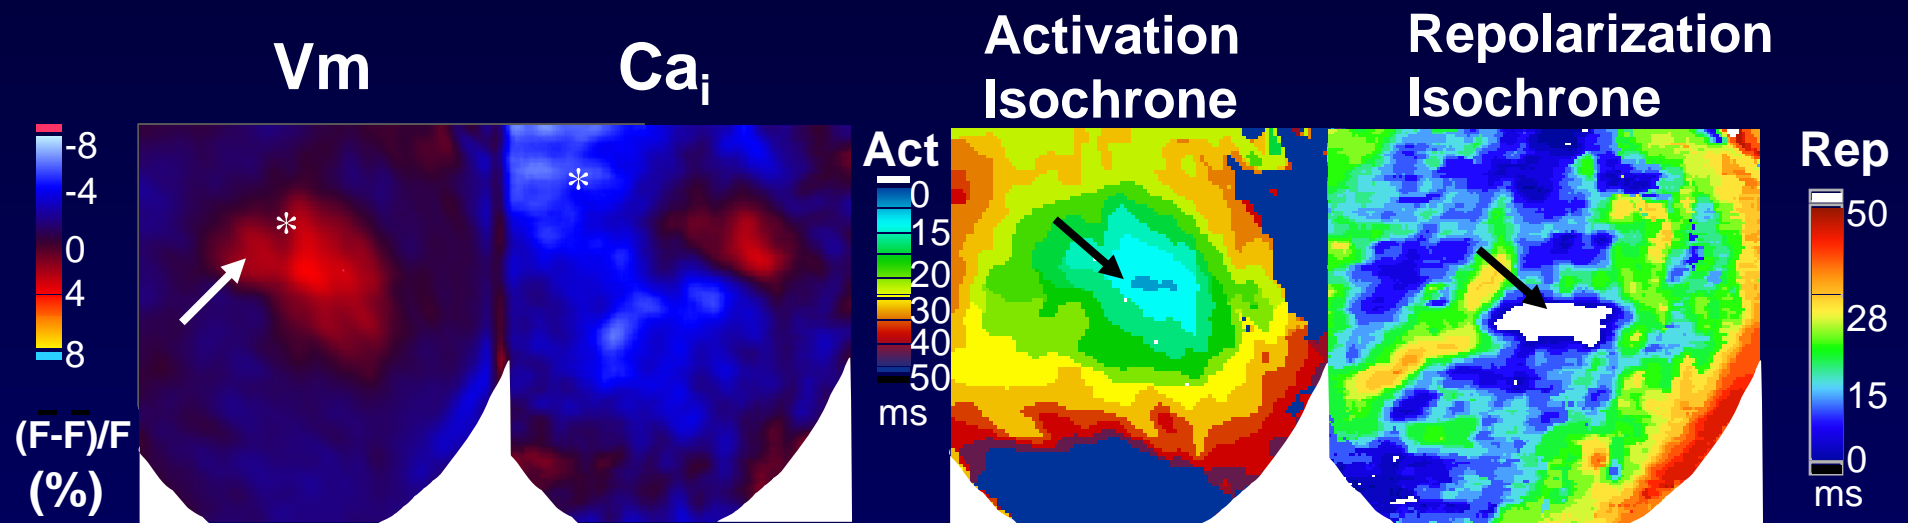 Vm
Ca_i
Activation
Isochrone
Repolarization
Isochrone
-8
-4
0
4
8
(F̅-F̅)/F
(%)
*
*
Act
0
15
20
30
40
50
ms
Rep
50
28
15
0
ms